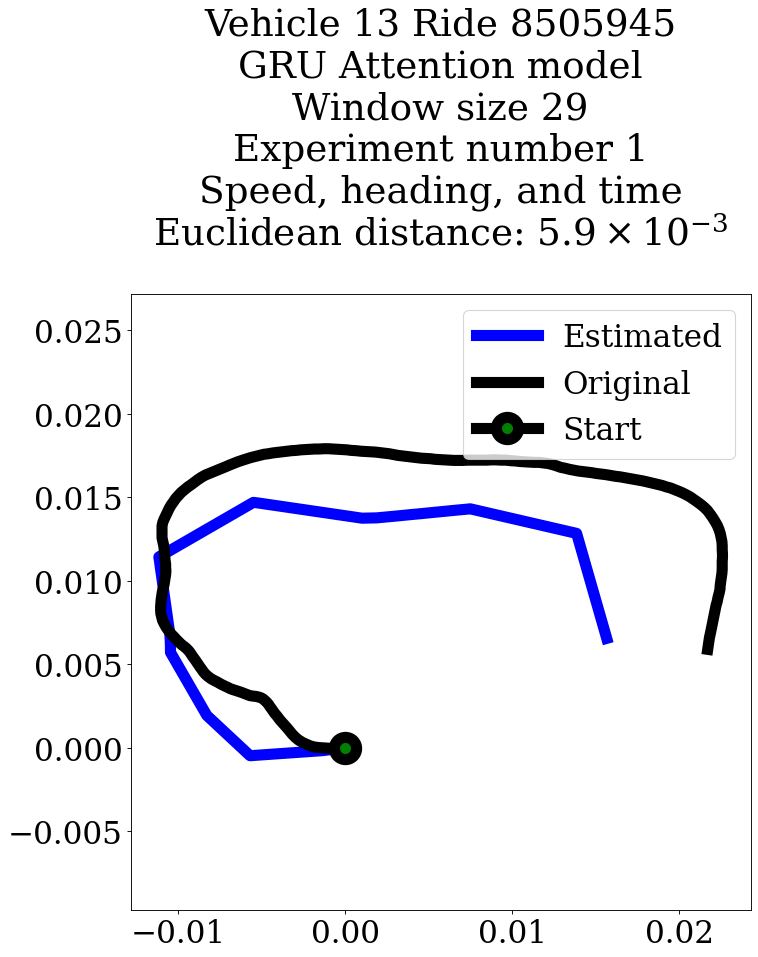 Vehicle 13 Ride 8505945
GRU Attention model
Window size 29
Experiment number 1
Speed, heading, and time
Euclidean distance: 5.9 × 10⁻³
Estimated
Original
Start
0.025
0.020
0.015
0.010
0.005
0.000
−0.005
−0.01 0.00 0.01 0.02